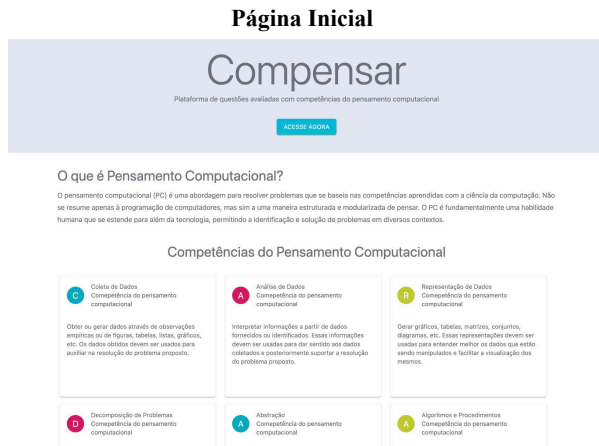 Página Inicial
Compensar
Plataforma de questões avaliadas com competências do pensamento computacional
ACESSE AGORA
O que é Pensamento Computacional?
O pensamento computacional (PC) é uma abordagem para resolver problemas que se baseia nas competências aprendidas com a ciência da computação. Não
se resume apenas à programação de computadores, mas sim a uma maneira estruturada e modularizada de pensar. O PC é fundamentalmente uma habilidade
humana que se estende para além da tecnologia, permitindo a identificação e solução de problemas em diversos contextos.
Competências do Pensamento Computacional
C
Coleta de Dados
Comepetência do pensamento
computacional
Obter ou gerar dados através de observações
empíricas ou de figuras, tabelas, listas, gráficos,
etc. Os dados obtidos devem ser usados para
auxiliar na resolução do problema proposto.
A
Análise de Dados
Comepetência do pensamento
computacional
Interpretar informações a partir de dados
fornecidos ou identificados. Essas informações
devem ser usadas para dar sentido aos dados
coletados a posteriormente suportar a resolução
do problema proposto.
R
Representação de Dados
Comepetência do pensamento
computacional
Gerar gráficos, tabelas, matrizes, conjuntos,
diagramas, etc. Essas representações devem ser
usadas para entender melhor os dados que estão
sendo manipulados e facilitar a visualização dos
mesmos.
D
Decomposição de Problemas
Comepetência do pensamento
computacional
A
Abstração
Comepetência do pensamento
computacional
A
Algoritmos e Procedimentos
Comepetência do pensamento
computacional